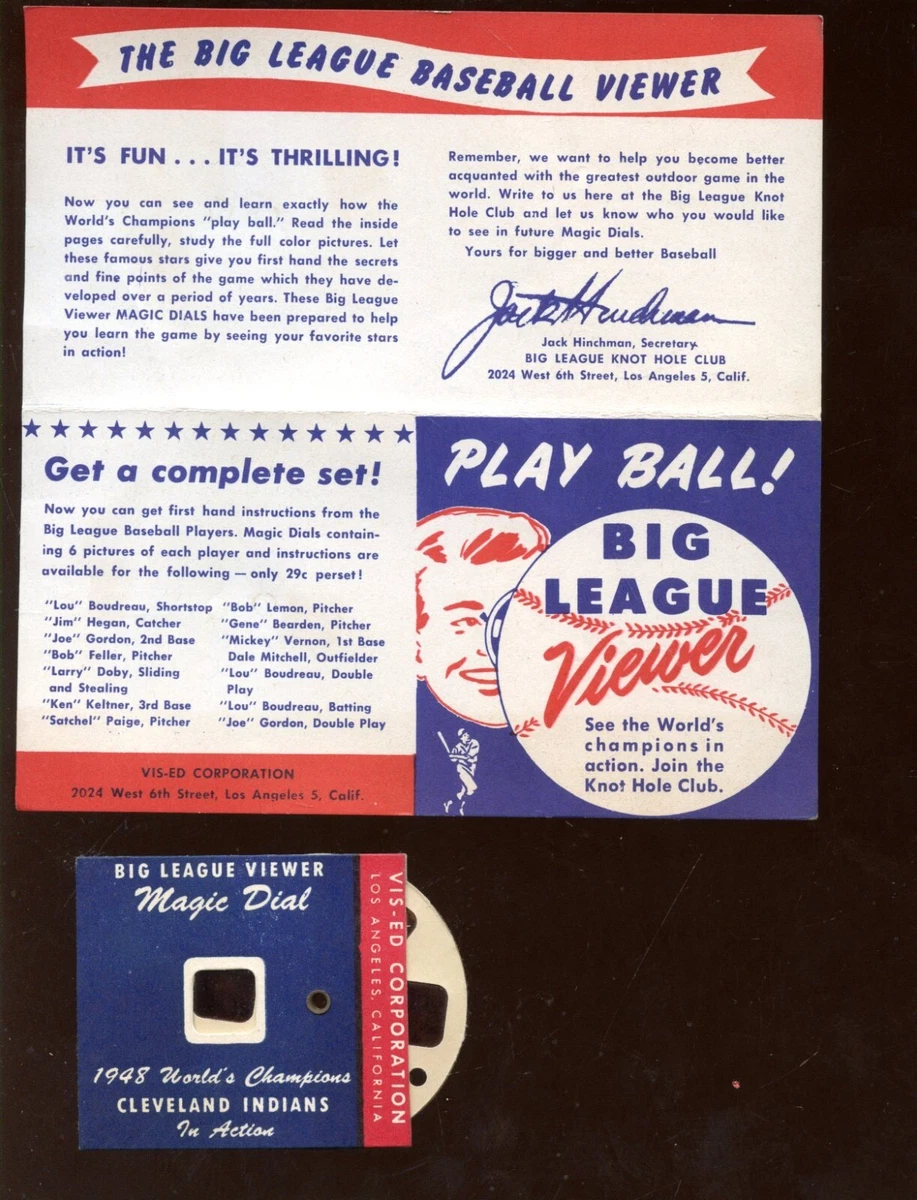 THE BIG LEAGUE BASEBALL VIEWER
IT'S FUN . . . IT'S THRILLING!
Now you can see and learn exactly how the
World's Champions "play ball." Read the inside
pages carefully, study the full color pictures. Let
these famous stars give you first hand the secrets
and fine points of the game which they have de-
veloped over a period of years. These Big League
Viewer MAGIC DIALS have been prepared to help
you learn the game by seeing your favorite stars
in action!
Remember, we want to help you become better
acquanted with the greatest outdoor game in the
world. Write to us here at the Big League Knot
Hole Club and let us know who you would like
to see in future Magic Dials.
Yours for bigger and better Baseball
Jack Hinchman
Jack Hinchman, Secretary
BIG LEAGUE KNOT HOLE CLUB
2024 West 6th Street, Los Angeles 5, Calif.
Get a complete set!
Now you can get first hand instructions from the
Big League Baseball Players. Magic Dials contain-
ing 6 pictures of each player and instructions are
available for the following — only 29c perset!
"Lou" Boudreau, Shortstop
"Jim" Hegan, Catcher
"Joe" Gordon, 2nd Base
"Bob" Feller, Pitcher
"Larry" Doby, Sliding
and Stealing
"Ken" Keltner, 3rd Base
"Satchel" Paige, Pitcher
"Bob" Lemon, Pitcher
"Gene" Bearden, Pitcher
"Mickey" Vernon, 1st Base
Dale Mitchell, Outfielder
"Lou" Boudreau, Double
Play
"Lou" Boudreau, Batting
"Joe" Gordon, Double Play
VIS-ED CORPORATION
2024 West 6th Street, Los Angeles 5, Calif.
PLAY BALL!
BIG
LEAGUE
Viewer
See the World's
champions in
action. Join the
Knot Hole Club.
BIG LEAGUE VIEWER
Magic Dial
1948 World's Champions
CLEVELAND INDIANS
In Action
VIS-ED CORPORATION
LOS ANGELES, CALIFORNIA